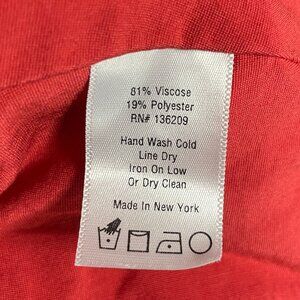 81% Viscose
19% Polyester
RN# 136209
Hand Wash Cold
Line Dry
Iron On Low
Or Dry Clean
Made In New York